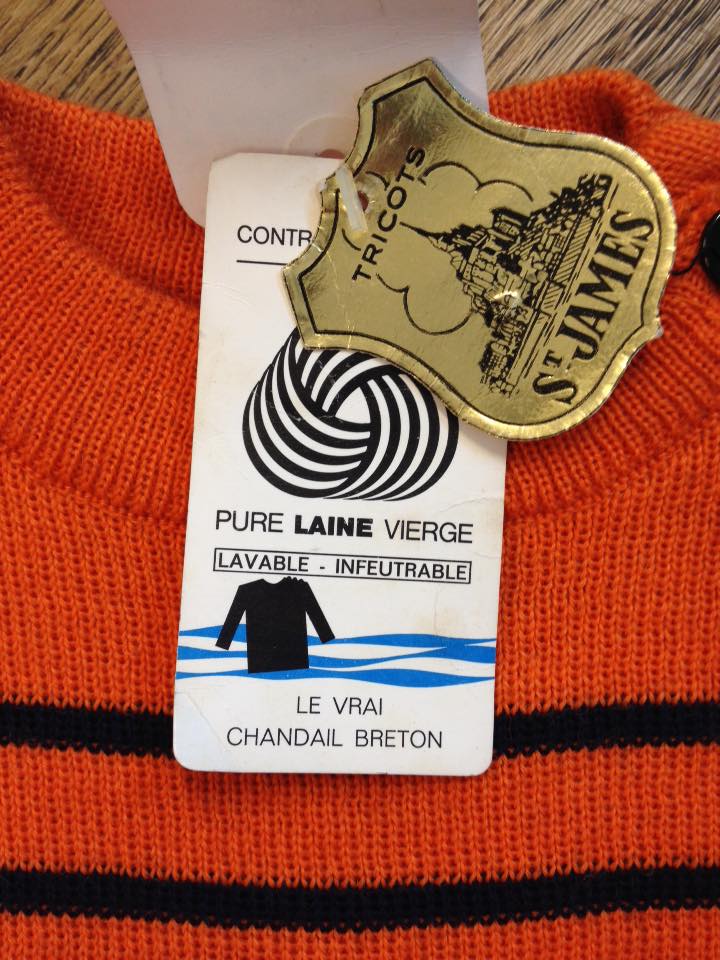 TRICOTS
ST JAMES
CONTR
PURE LAINE VIERGE
LAVABLE - INFEUTRABLE
LE VRAI
CHANDAIL BRETON